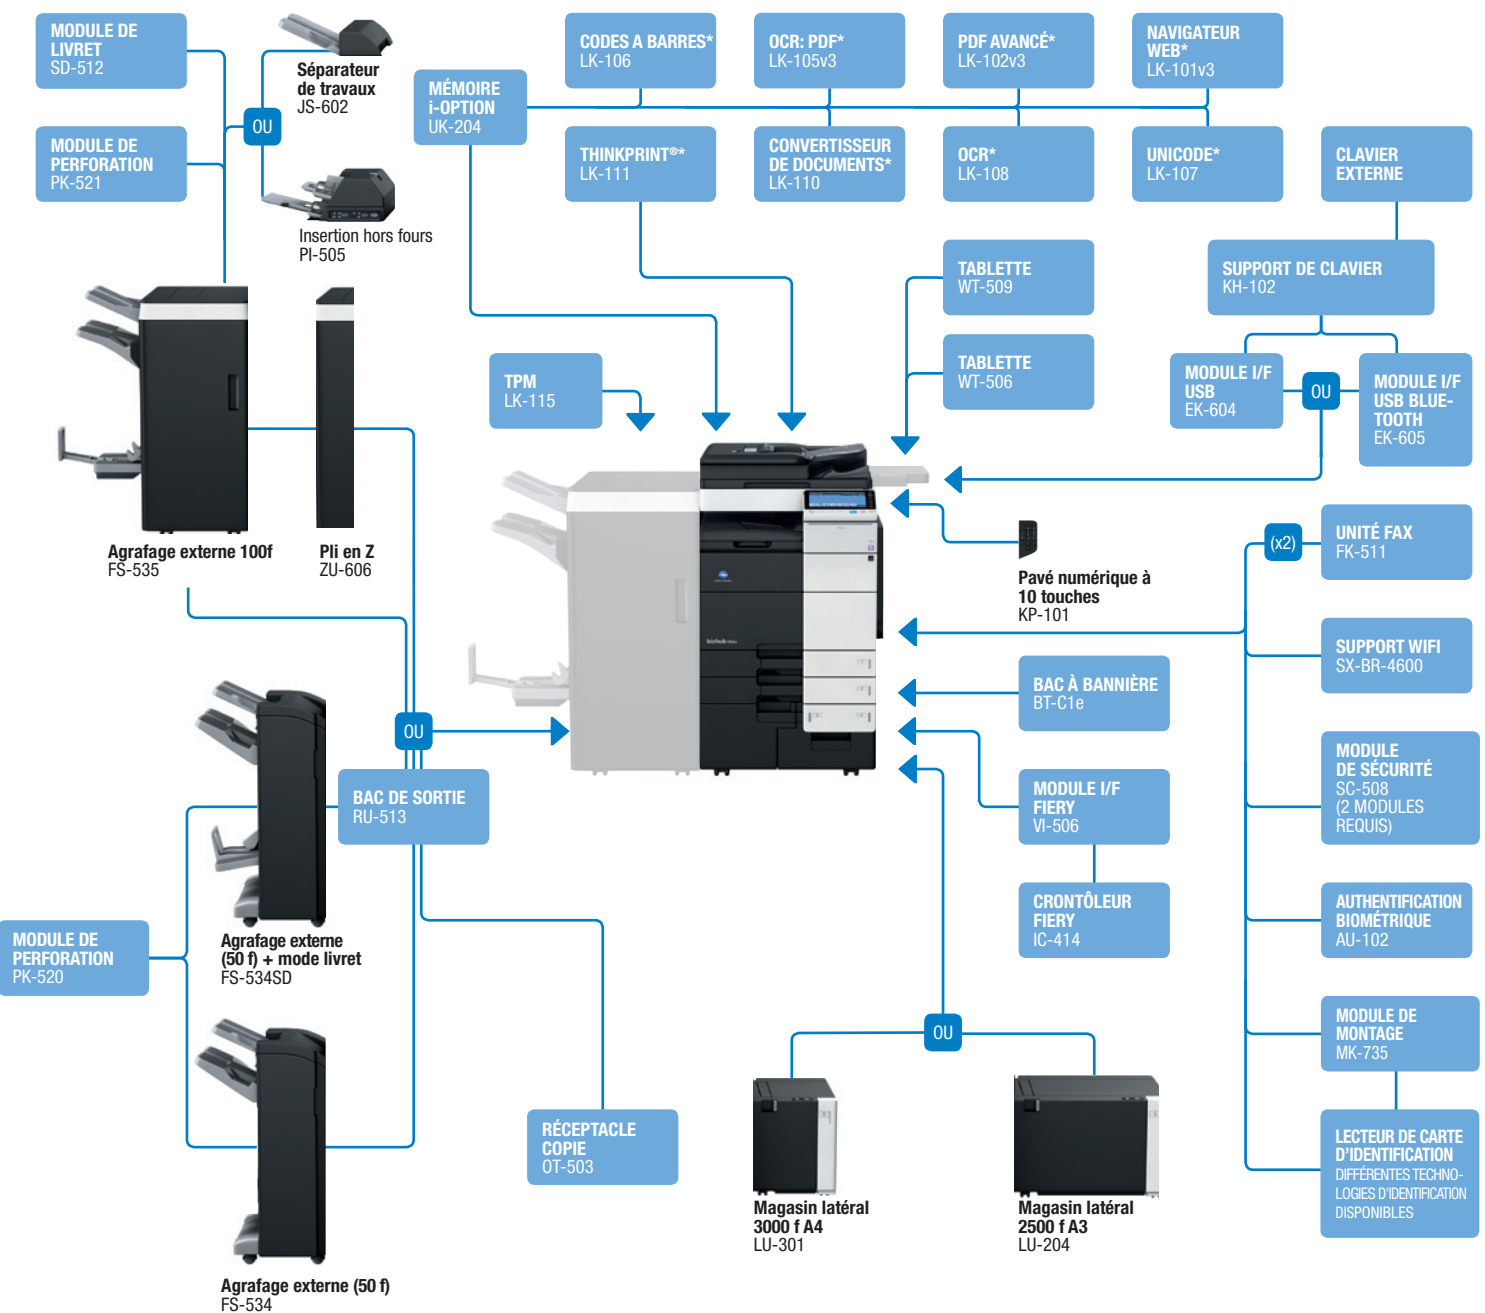 MODULE DE
LIVRET
SD-512
Séparateur
de travaux
JS-602
OU
MODULE DE
PERFORATION
PK-521
Insertion hors fours
PI-505
MÉMOIRE
i-OPTION
UK-204
CODES A BARRES*
LK-106
OCR: PDF*
LK-105v3
PDF AVANCÉ*
LK-102v3
NAVIGATEUR
WEB*
LK-101v3
THINKPRINT®*
LK-111
CONVERTISSEUR
DE DOCUMENTS*
LK-110
OCR*
LK-108
UNICODE*
LK-107
CLAVIER
EXTERNE
TABLETTE
WT-509
SUPPORT DE CLAVIER
KH-102
TPM
LK-115
TABLETTE
WT-506
MODULE I/F
USB
EK-604
OU
MODULE I/F
USB BLUE-
TOOTH
EK-605
Agrafage externe 100f
FS-535
Pli en Z
ZU-606
Pavé numérique à
10 touches
KP-101
(x2)
UNITÉ FAX
FK-511
SUPPORT WIFI
SX-BR-4600
bizhub
BAC À BANNIÈRE
BT-C1e
OU
MODULE
DE SÉCURITÉ
SC-508
(2 MODULES
REQUIS)
BAC DE SORTIE
RU-513
MODULE I/F
FIERY
VI-506
CRONTÔLEUR
FIERY
IC-414
AUTHENTIFICATION
BIOMÉTRIQUE
AU-102
MODULE DE
PERFORATION
PK-520
Agrafage externe
(50 f) + mode livret
FS-534SD
OU
MODULE DE
MONTAGE
MK-735
RÉCEPTACLE
COPIE
OT-503
LECTEUR DE CARTE
D'IDENTIFICATION
DIFFÉRENTES TECHNO-
LOGIES D'IDENTIFICATION
DISPONIBLES
Magasin latéral
3000 f A4
LU-301
Magasin latéral
2500 f A3
LU-204
Agrafage externe (50 f)
FS-534